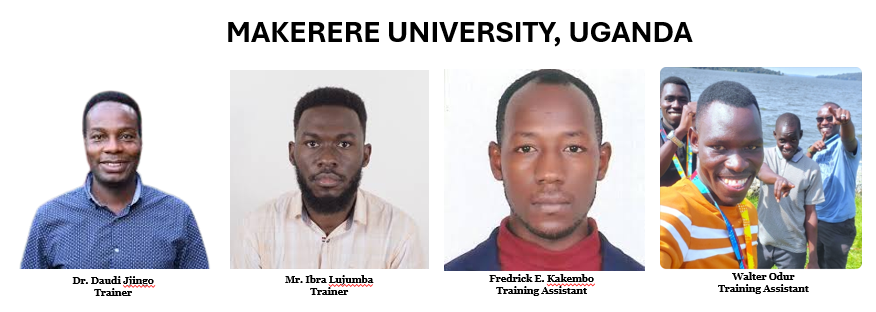 MAKERERE UNIVERSITY, UGANDA
Dr. Daudi Jjingo
Trainer
Mr. Ibra Lujumba
Trainer
Fredrick E. Kakembo
Training Assistant
Walter Odur
Training Assistant